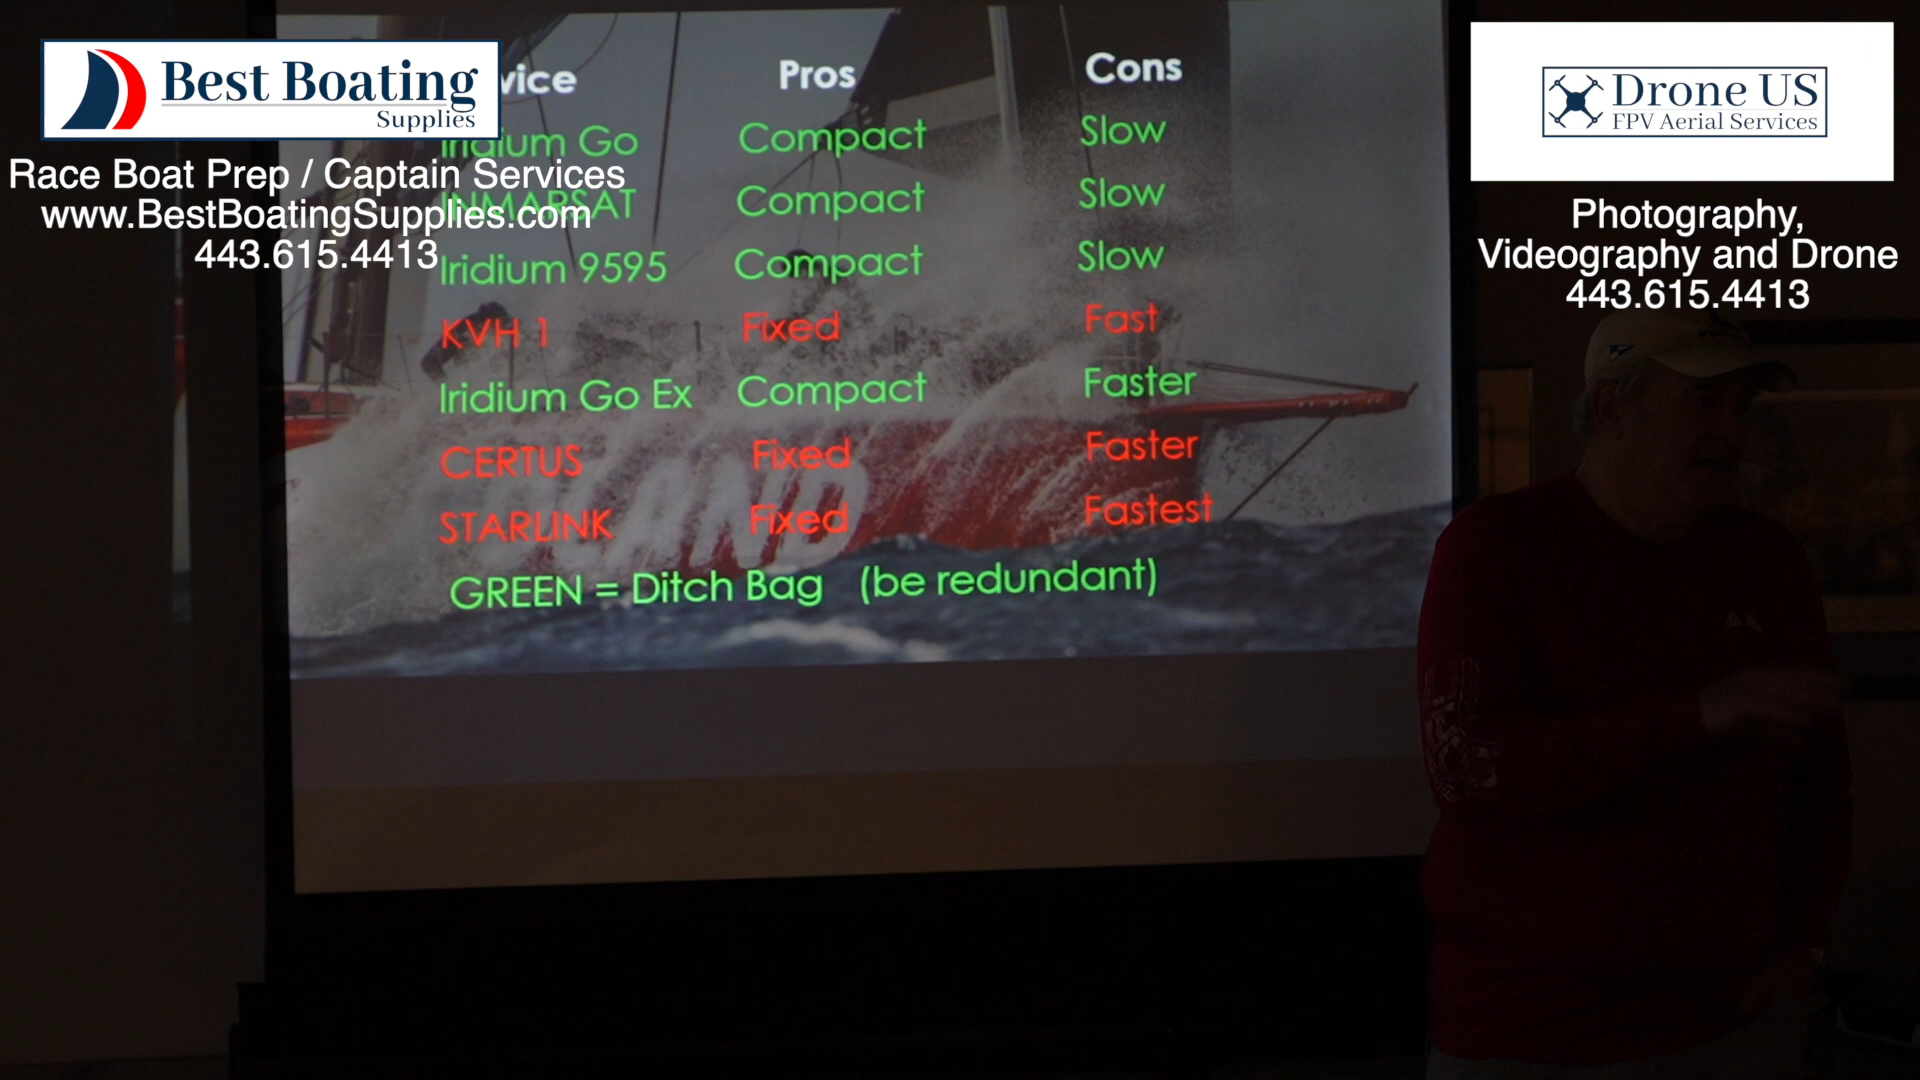 Best Boating
Supplies
Race Boat Prep / Captain Services
www.BestBoatingSupplies.com
443.615.4413
Drone US
FPV Aerial Services
Photography,
Videography and Drone
443.615.4413
Pros Cons
Iridium Go Compact Slow
INMARSAT Compact Slow
Iridium 9595 Compact Slow
KVH 1 Fixed Fast
Iridium Go Ex Compact Faster
CERTUS Fixed Faster
STARLINK Fixed Fastest
GREEN = Ditch Bag (be redundant)